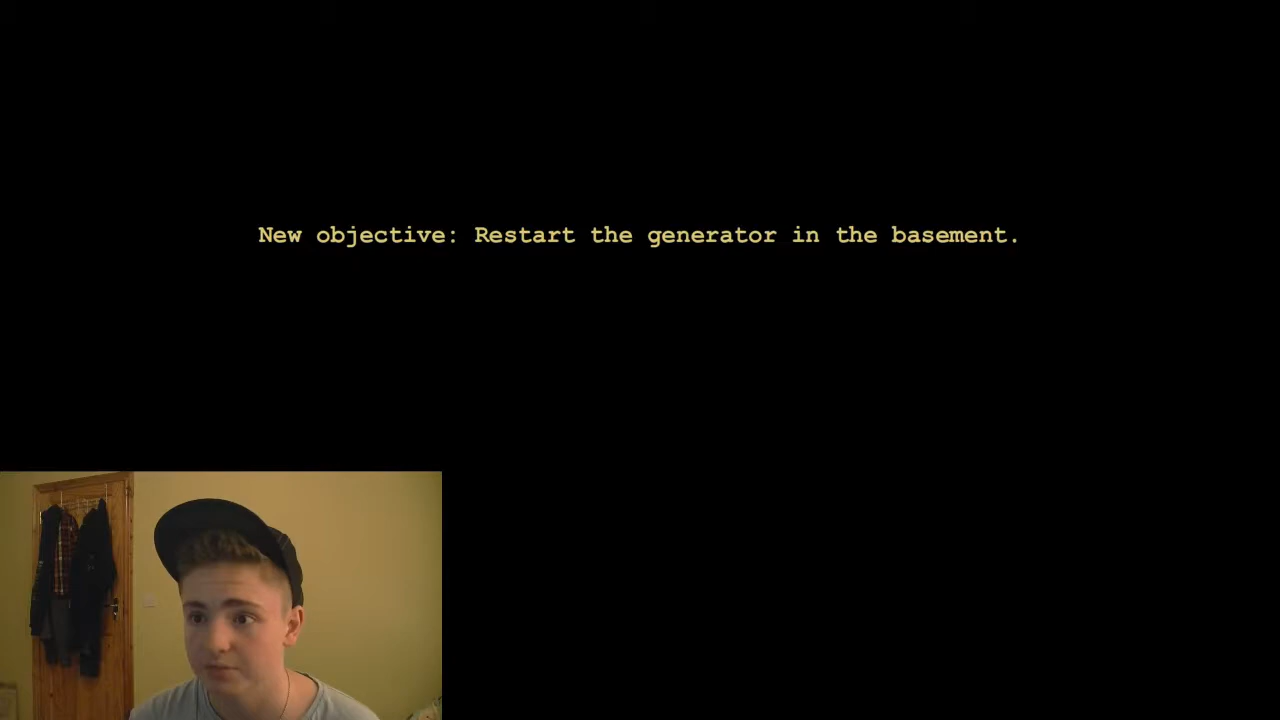 New objective: Restart the generator in the basement.